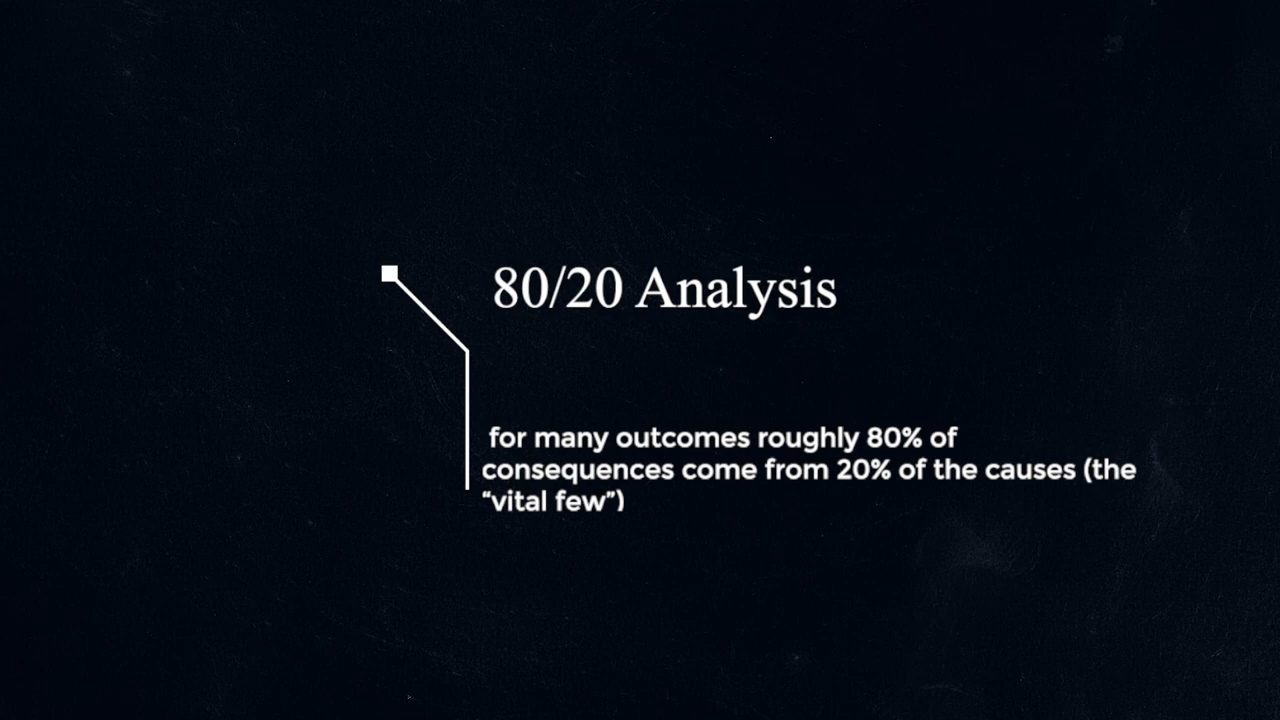 80/20 Analysis
for many outcomes roughly 80% of
consequences come from 20% of the causes (the
“vital few”)